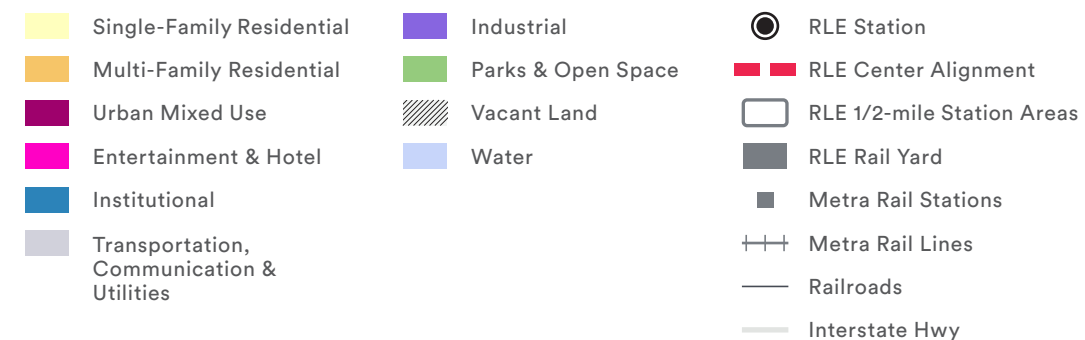 Single-Family Residential
Multi-Family Residential
Urban Mixed Use
Entertainment & Hotel
Institutional
Transportation,
Communication &
Utilities
Industrial
Parks & Open Space
Vacant Land
Water
RLE Station
RLE Center Alignment
RLE 1/2-mile Station Areas
RLE Rail Yard
Metra Rail Stations
Metra Rail Lines
Railroads
Interstate Hwy